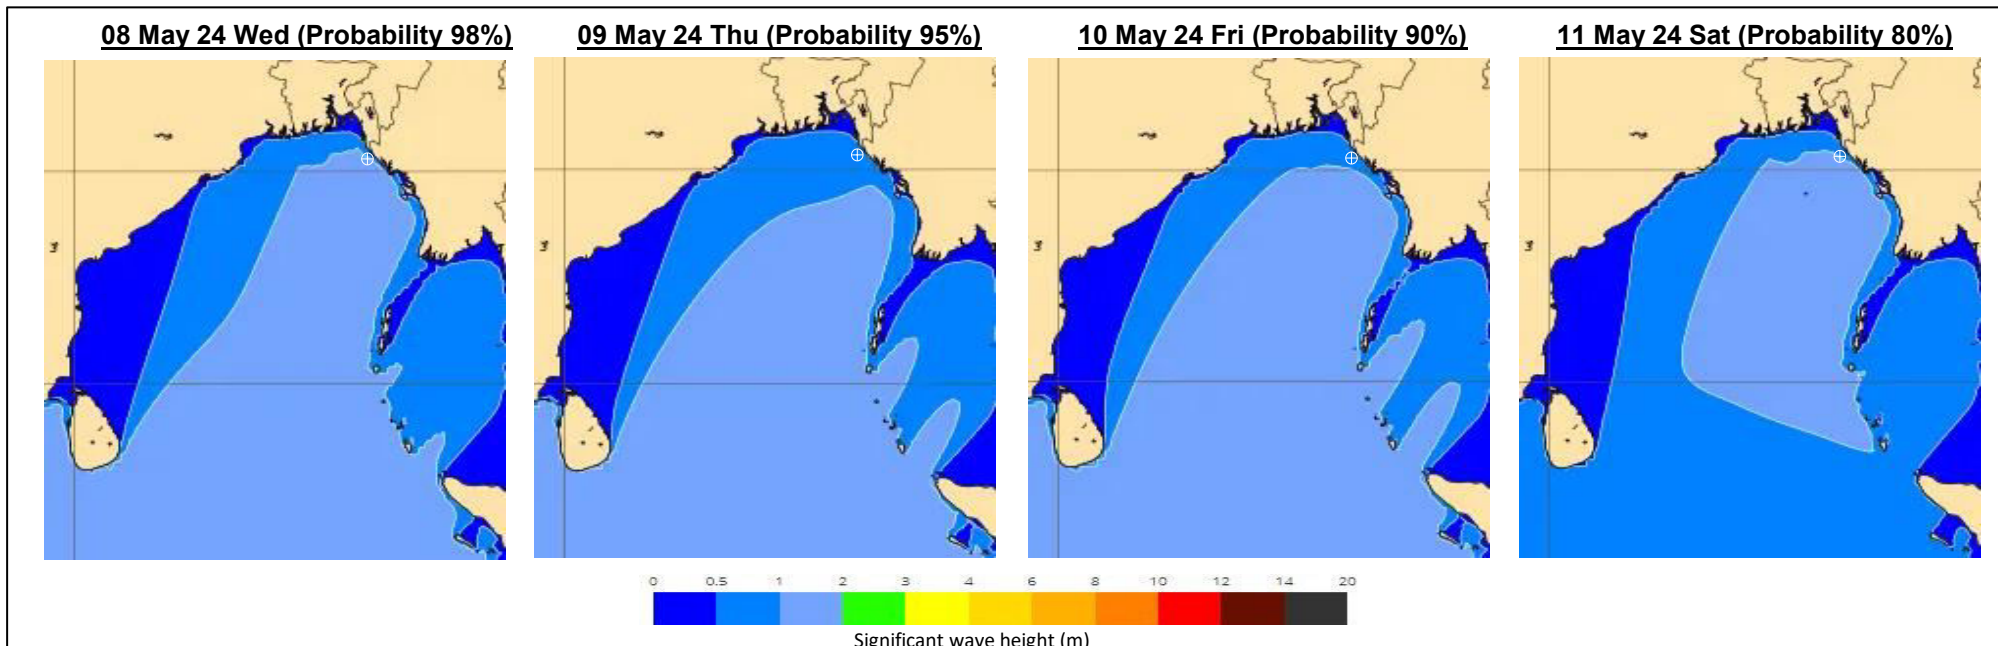 08 May 24 Wed (Probability 98%)
09 May 24 Thu (Probability 95%)
10 May 24 Fri (Probability 90%)
11 May 24 Sat (Probability 80%)
0 0.5 1 2 3 4 6 8 10 12 14 20
Significant wave height (m)